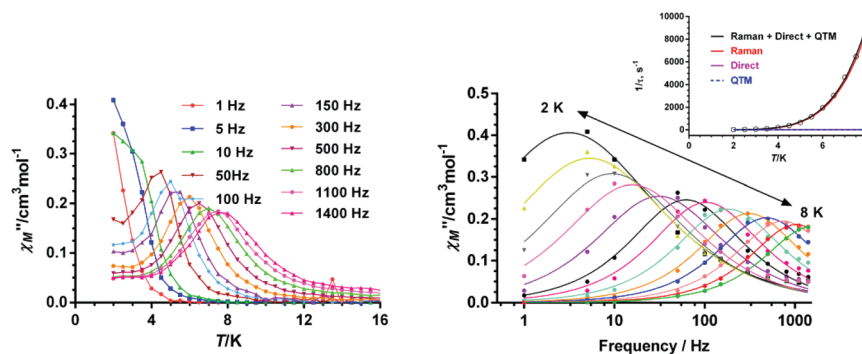 0.4
0.3
0.2
0.1
0.0
χM''/cm³mol⁻¹
1 Hz
5 Hz
10 Hz
50Hz
100 Hz
150 Hz
300 Hz
500 Hz
800 Hz
1100 Hz
1400 Hz
0 4 8 12 16
T/K
0.5
0.4
0.3
0.2
0.1
0.0
χM''/cm³mol⁻¹
2 K
8 K
1 10 100 1000
Frequency / Hz
10000
8000
6000
4000
2000
0
1/τ, s⁻¹
Raman + Direct + QTM
Raman
Direct
QTM
0 2 4 6
T/K